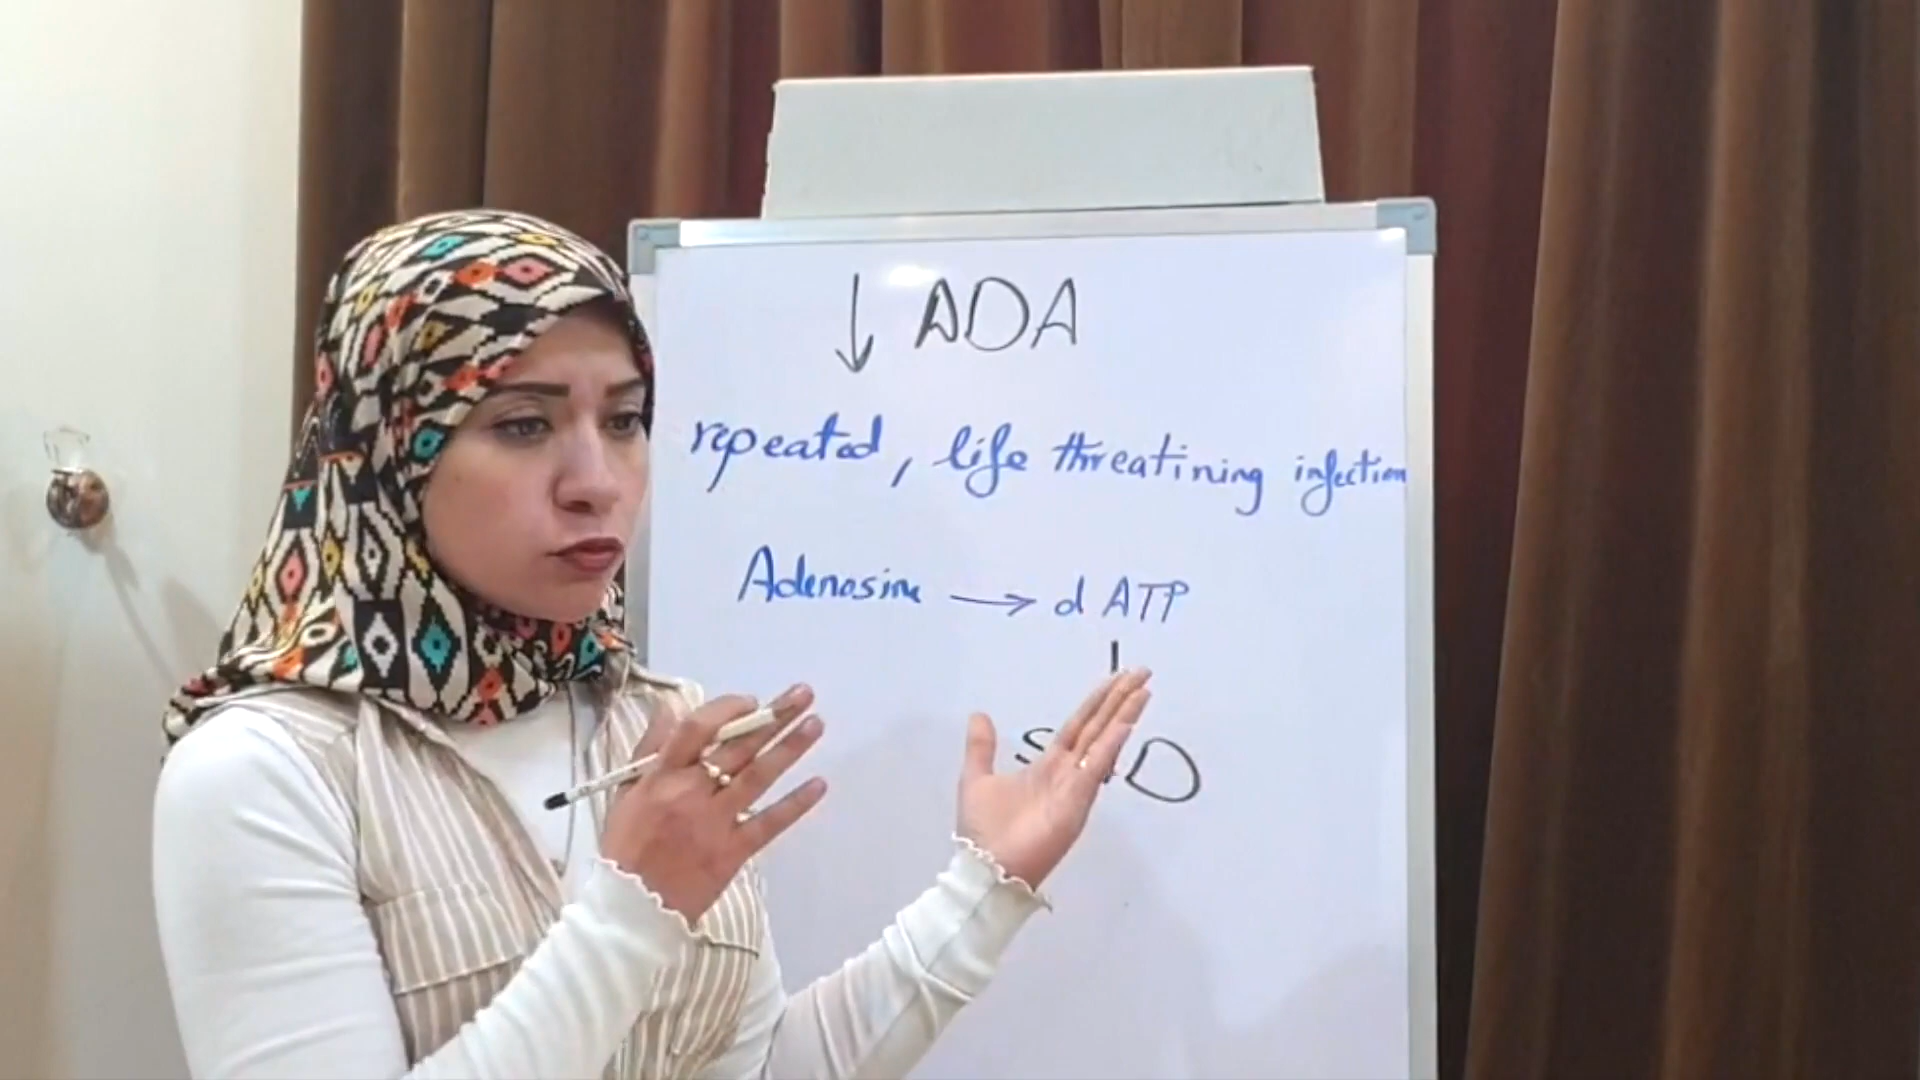 ↓ ADA
repeated, life threatining infection
Adenosine → d ATP